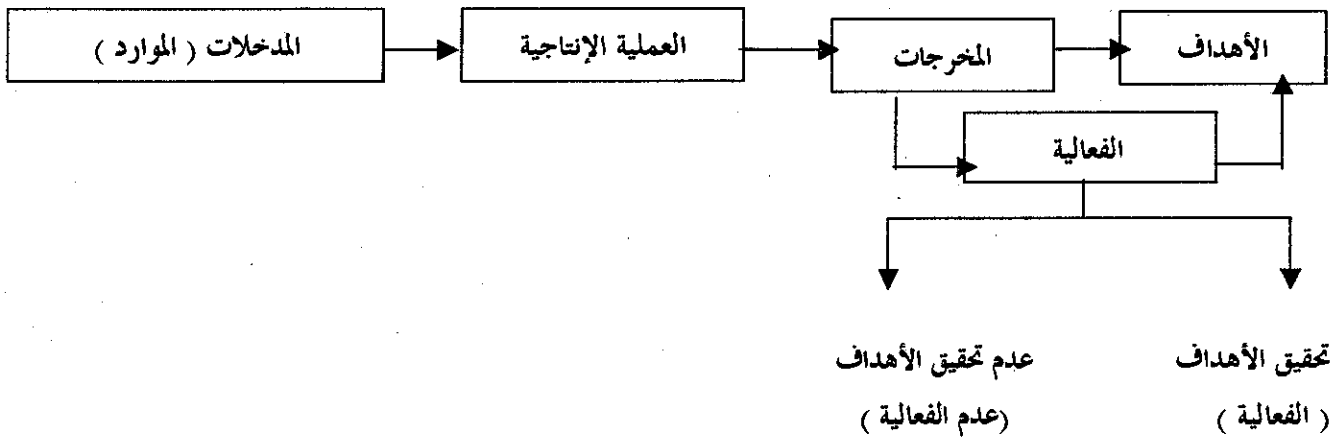 المدخلات ( الموارد )
العملية الإنتاجية
المخرجات
الأهداف
الفعالية
تحقيق الأهداف
( الفعالية )
عدم تحقيق الأهداف
(عدم الفعالية )